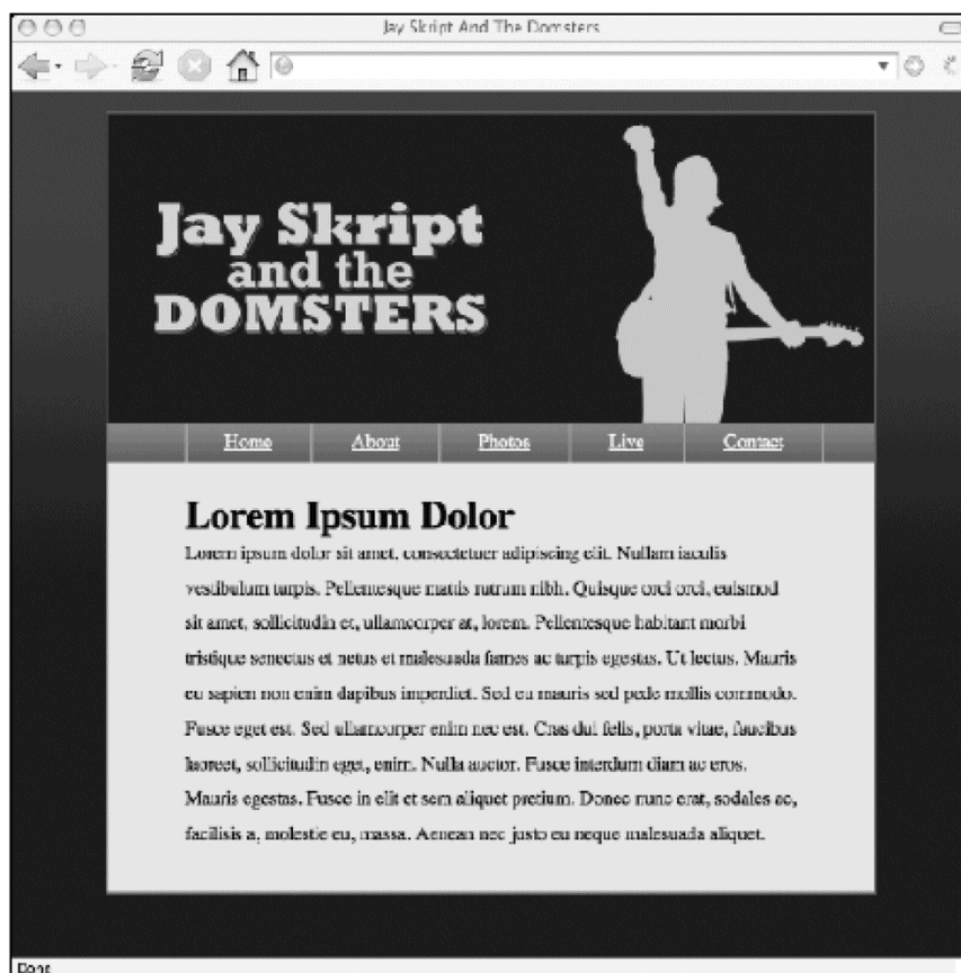 Jay Skript And The Domsters
Jay Skript
and the
DOMSTERS
Home About Photos Live Contact
Lorem Ipsum Dolor
Lorem ipsum dolor sit amet, consectetuer adipiscing elit. Nullam iaculis
vestibulum turpis. Pellentesque mattis rutrum nibh. Quisque orci orci, euismod
sit amet, sollicitudin et, ullamcorper at, lorem. Pellentesque habitant morbi
tristique senectus et netus et malesuada fames ac turpis egestas. Ut lectus. Mauris
eu sapien non enim dapibus imperdiet. Sed eu mauris sed pede mollis commodo.
Fusce eget est. Sed ullamcorper enim nec est. Cras dui felis, porta vitae, faucibus
laoreet, sollicitudin eget, enim. Nulla auctor. Fusce interdum diam ac eros.
Mauris egestas. Fusce in elit et sem aliquet pretium. Donec nunc erat, sodales ac,
facilisis a, molestie eu, massa. Aenean nec justo eu neque malesuada aliquet.
Done